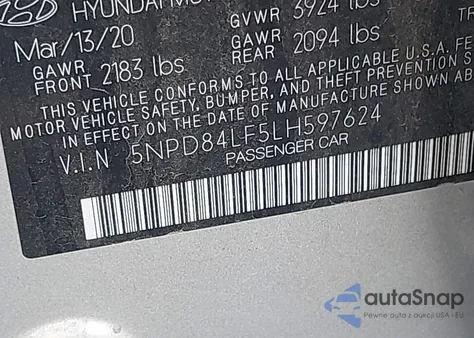 HYUNDAI
Mar/13/20
GVWR 3924 lbs
GAWR FRONT 2183 lbs
GAWR REAR 2094 lbs
THIS VEHICLE CONFORMS TO ALL APPLICABLE U.S.A. FE
MOTOR VEHICLE SAFETY, BUMPER, AND THEFT PREVENTION
IN EFFECT ON THE DATE OF MANUFACTURE SHOWN
V.I.N 5NPD84LF5LH597624
PASSENGER CAR
autoSnap
Pewne auta z aukcji USA i EU